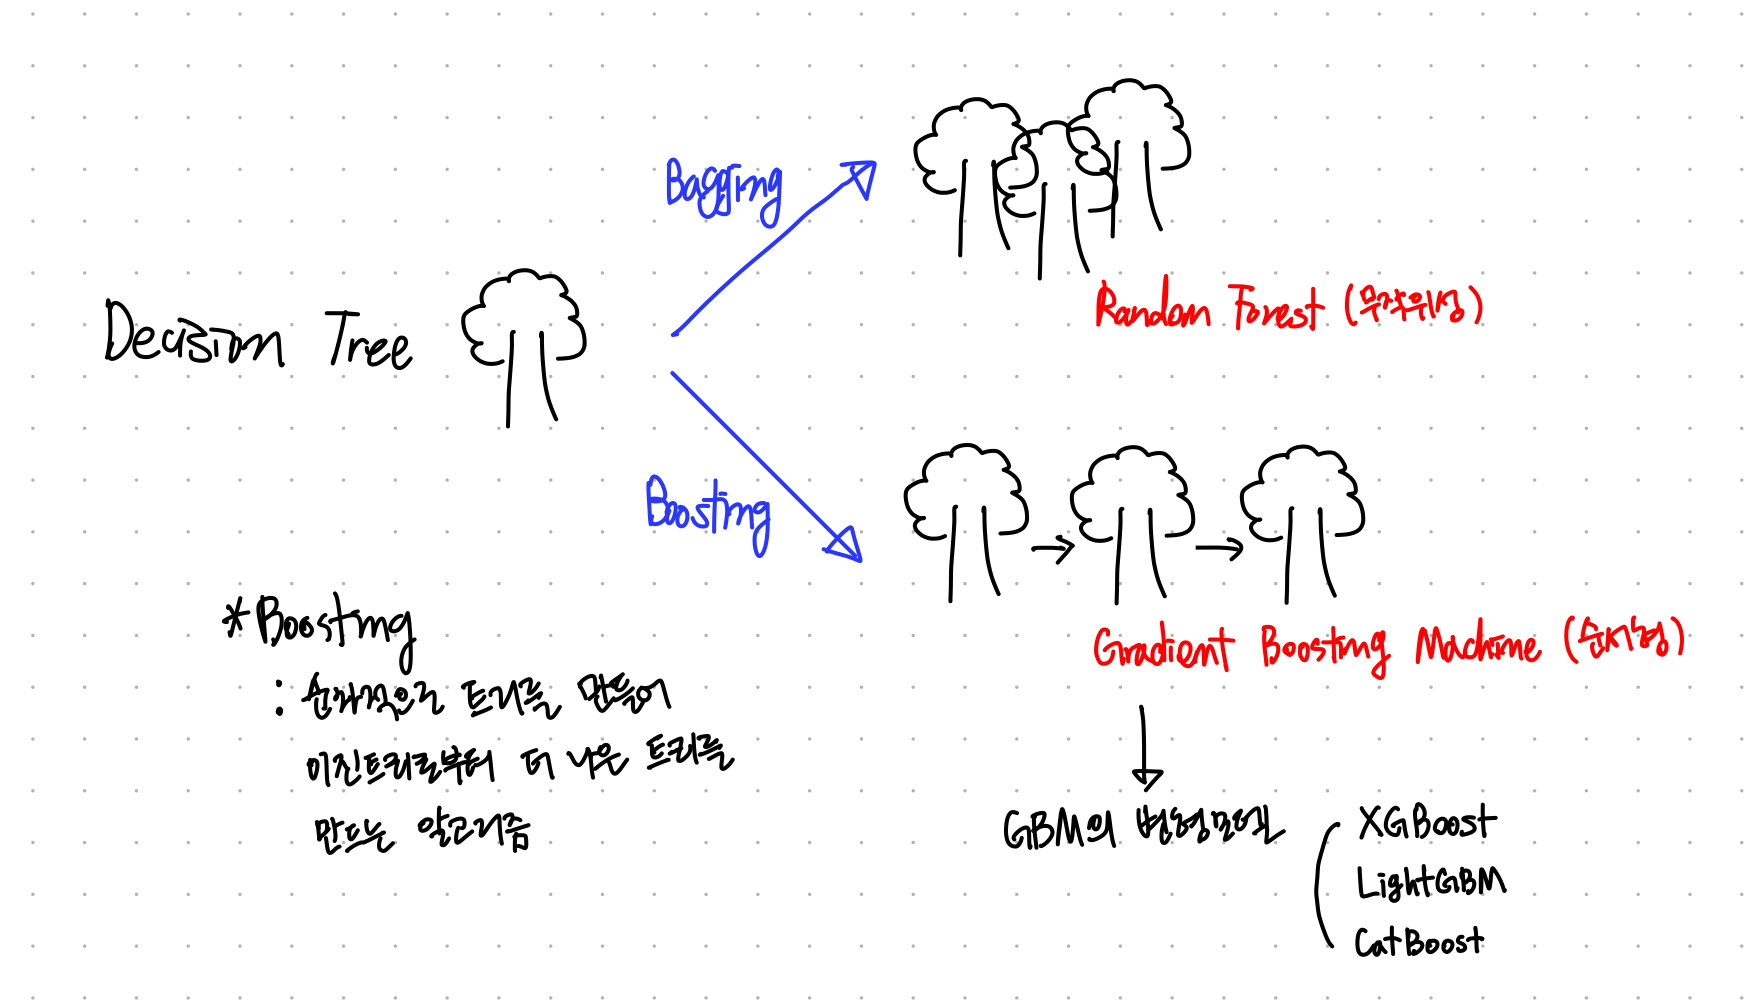 Bagging
Random Forest (무작위성)
Decision Tree
Boosting
Gradient Boosting Machine (순차형)
*Boosting
: 순차적으로 트리를 만들어
이진트리로부터 더 나은 트리를
만드는 알고리즘
GBM의 변형모델
XGBoost
LightGBM
CatBoost